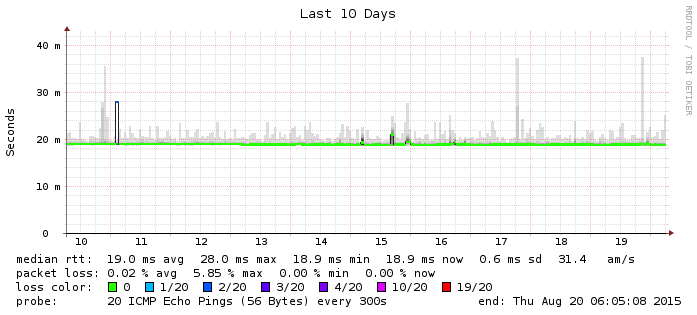 Last 10 Days
RRDTOOL / TOBI OETIKER
Seconds
40 m
30 m
20 m
10 m
0
10 11 12 13 14 15 16 17 18 19
median rtt: 19.0 ms avg 28.0 ms max 18.9 ms min 18.9 ms now 0.6 ms sd 31.4 am/s
packet loss: 0.02 % avg 5.85 % max 0.00 % min 0.00 % now
loss color: 0 1/20 2/20 3/20 4/20 10/20 19/20
probe: 20 ICMP Echo Pings (56 Bytes) every 300s end: Thu Aug 20 06:05:08 2015